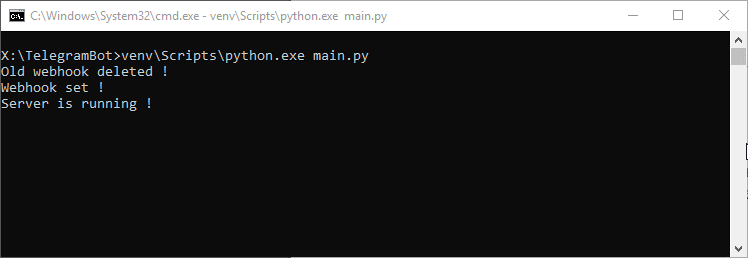 C:\Windows\System32\cmd.exe - venv\Scripts\python.exe  main.py
X:\TelegramBot>venv\Scripts\python.exe main.py
Old webhook deleted !
Webhook set !
Server is running !